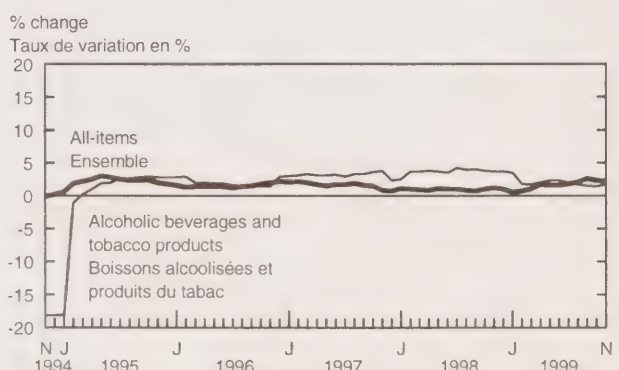 % change
Taux de variation en %
20
15
10
5
0
-5
-10
-15
-20
All-items
Ensemble
Alcoholic beverages and
tobacco products
Boissons alcoolisées et
produits du tabac
N J J J J J N
1994 1995 1996 1997 1998 1999